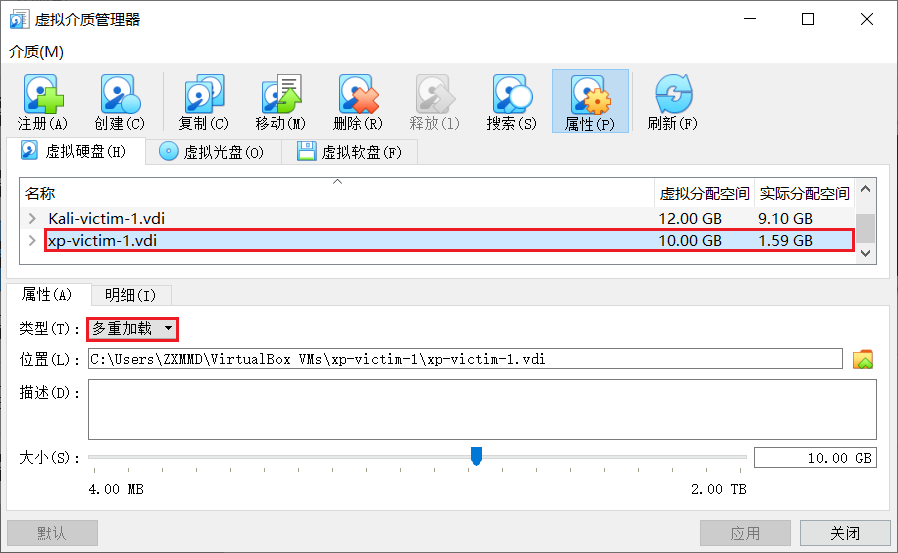 虚拟介质管理器
介质(M)
注册(A) 创建(C) 复制(C) 移动(M) 删除(R) 释放(l) 搜索(S) 属性(P) 刷新(F)
虚拟硬盘(H) 虚拟光盘(O) 虚拟软盘(F)
名称 虚拟分配空间 实际分配空间
Kali-victim-1.vdi 12.00 GB 9.10 GB
xp-victim-1.vdi 10.00 GB 1.59 GB
属性(A) 明细(I)
类型(T): 多重加载
位置(L): C:\Users\ZXMMD\VirtualBox VMs\xp-victim-1\xp-victim-1.vdi
描述(D):
大小(S): 10.00 GB
4.00 MB 2.00 TB
默认 应用 关闭